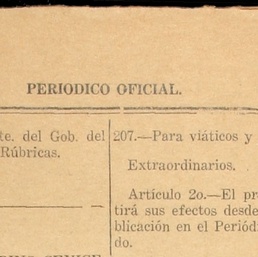 PERIODICO OFICIAL.
te. del Gob. del
Rúbricas.
207.—Para viáticos y
Extraordinarios.
Artículo 2o.—El pr
tirá sus efectos desde
blicación en el Periód
do.